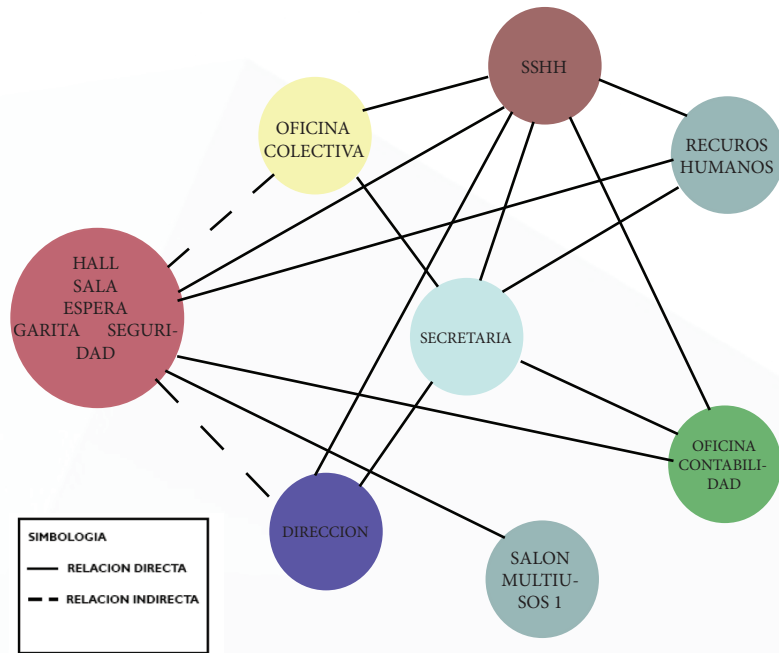 SSHH
OFICINA
COLECTIVA
RECUROS
HUMANOS
HALL
SALA
ESPERA
GARITA SEGURI-
DAD
SECRETARIA
OFICINA
CONTABILI-
DAD
DIRECCION
SALON
MULTIU-
SOS 1
SIMBOLOGIA
RELACION DIRECTA
RELACION INDIRECTA